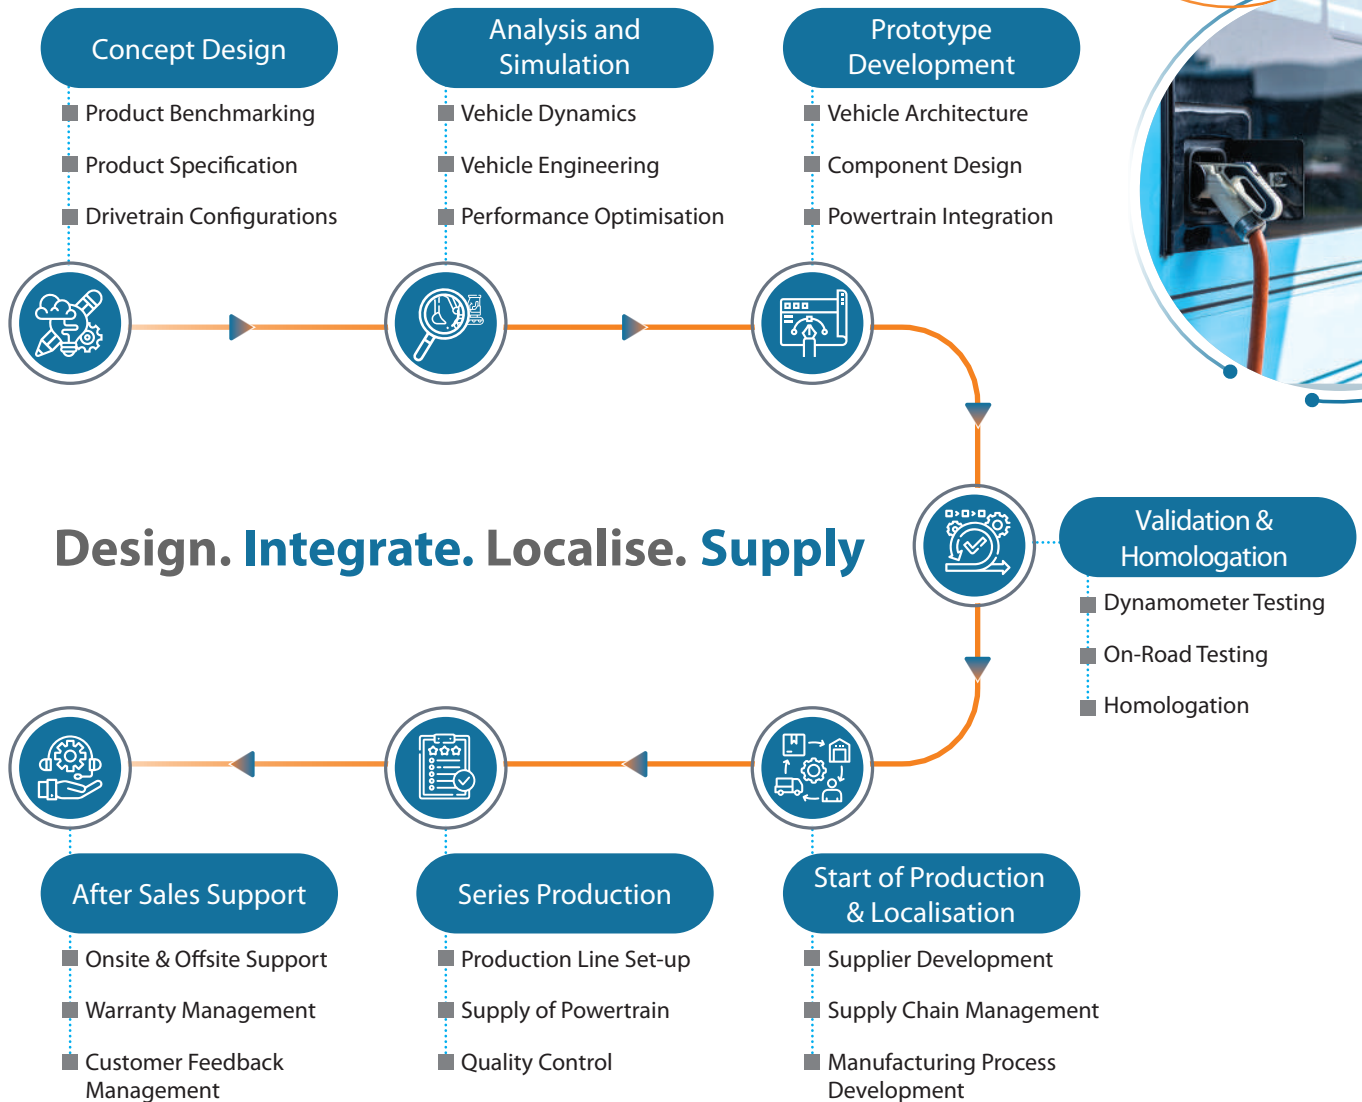 Concept Design
Product Benchmarking
Product Specification
Drivetrain Configurations
Analysis and
Simulation
Vehicle Dynamics
Vehicle Engineering
Performance Optimisation
Prototype
Development
Vehicle Architecture
Component Design
Powertrain Integration
Design. Integrate. Localise. Supply
Validation &
Homologation
Dynamometer Testing
On-Road Testing
Homologation
After Sales Support
Onsite & Offsite Support
Warranty Management
Customer Feedback
Management
Series Production
Production Line Set-up
Supply of Powertrain
Quality Control
Start of Production
& Localisation
Supplier Development
Supply Chain Management
Manufacturing Process
Development